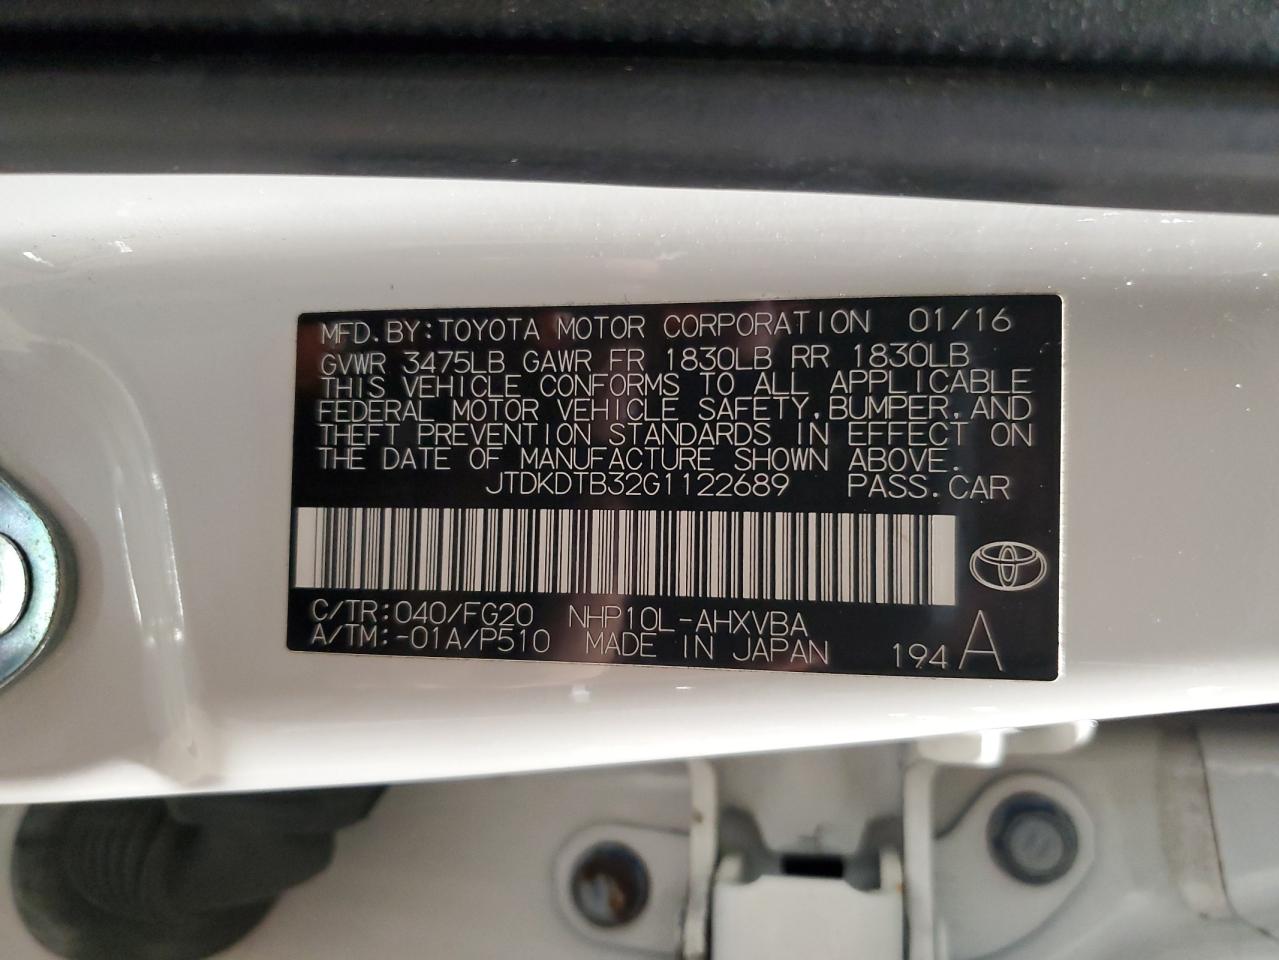 MFD. BY: TOYOTA MOTOR CORPORATION 01/16
GVWR 3475LB GAWR FR 1830LB RR 1830LB
THIS VEHICLE CONFORMS TO ALL APPLICABLE
FEDERAL MOTOR VEHICLE SAFETY, BUMPER, AND
THEFT PREVENTION STANDARDS IN EFFECT ON
THE DATE OF MANUFACTURE SHOWN ABOVE.
JTDKDTB32G1122689 PASS. CAR
C/TR: 040/FG20 NHP10L-AHXVBA
A/TM: -01A/P510 MADE IN JAPAN 194 A